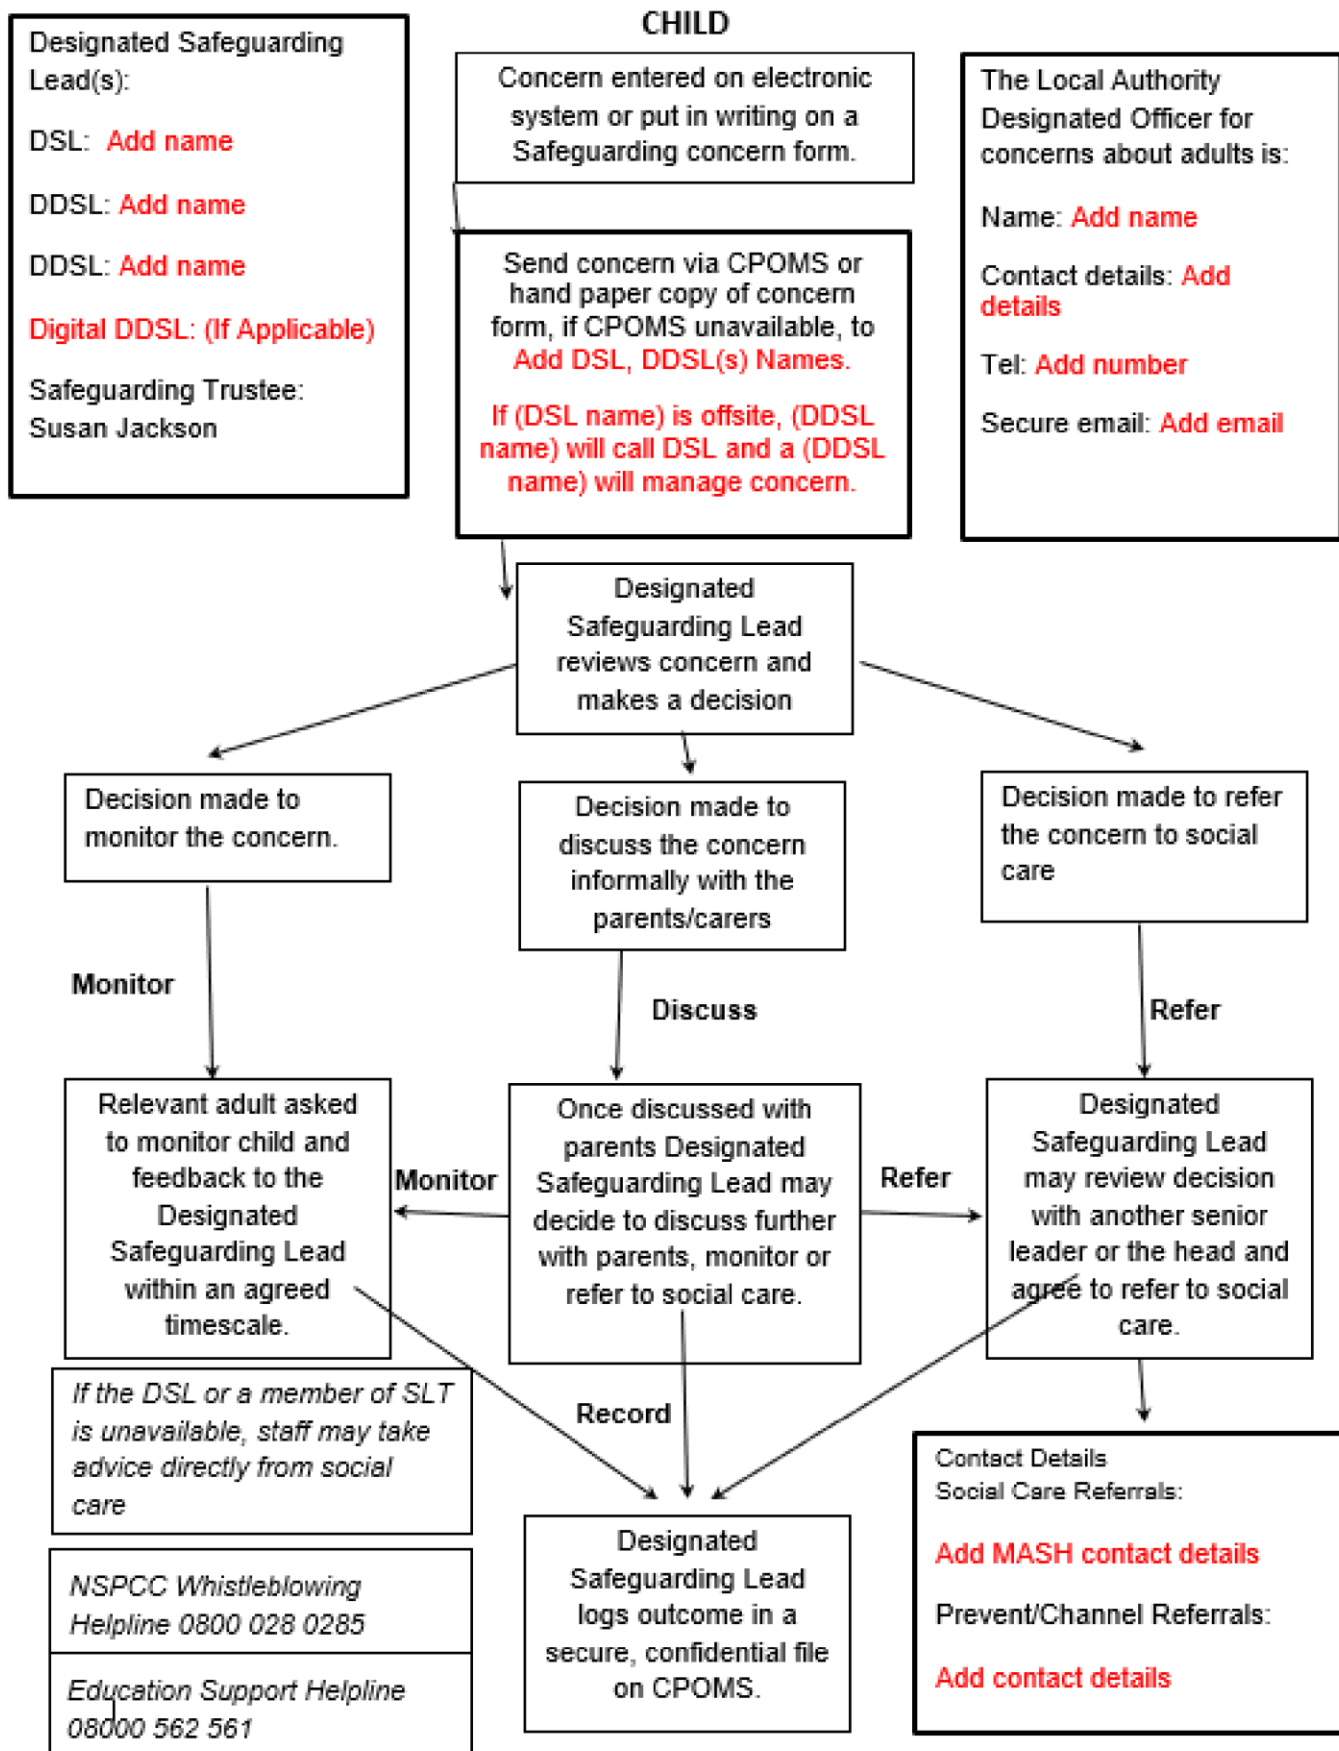 CHILD
Designated Safeguarding
Lead(s):
DSL: Add name
DDSL: Add name
DDSL: Add name
Digital DDSL: (If Applicable)
Safeguarding Trustee:
Susan Jackson
Concern entered on electronic
system or put in writing on a
Safeguarding concern form.
The Local Authority
Designated Officer for
concerns about adults is:
Name: Add name
Contact details: Add
details
Tel: Add number
Secure email: Add email
Send concern via CPOMS or
hand paper copy of concern
form, if CPOMS unavailable, to
Add DSL, DDSL(s) Names.
If (DSL name) is offsite, (DDSL
name) will call DSL and a (DDSL
name) will manage concern.
Designated
Safeguarding Lead
reviews concern and
makes a decision
Decision made to
monitor the concern.
Decision made to
discuss the concern
informally with the
parents/carers
Decision made to refer
the concern to social
care
Monitor
Discuss
Refer
Relevant adult asked
to monitor child and
feedback to the
Designated
Safeguarding Lead
within an agreed
timescale.
Monitor
Once discussed with
parents Designated
Safeguarding Lead may
decide to discuss further
with parents, monitor or
refer to social care.
Refer
Designated
Safeguarding Lead
may review decision
with another senior
leader or the head and
agree to refer to social
care.
If the DSL or a member of SLT
is unavailable, staff may take
advice directly from social
care
Record
NSPCC Whistleblowing
Helpline 0800 028 0285
Education Support Helpline
08000 562 561
Designated
Safeguarding Lead
logs outcome in a
secure, confidential file
on CPOMS.
Contact Details
Social Care Referrals:
Add MASH contact details
Prevent/Channel Referrals:
Add contact details